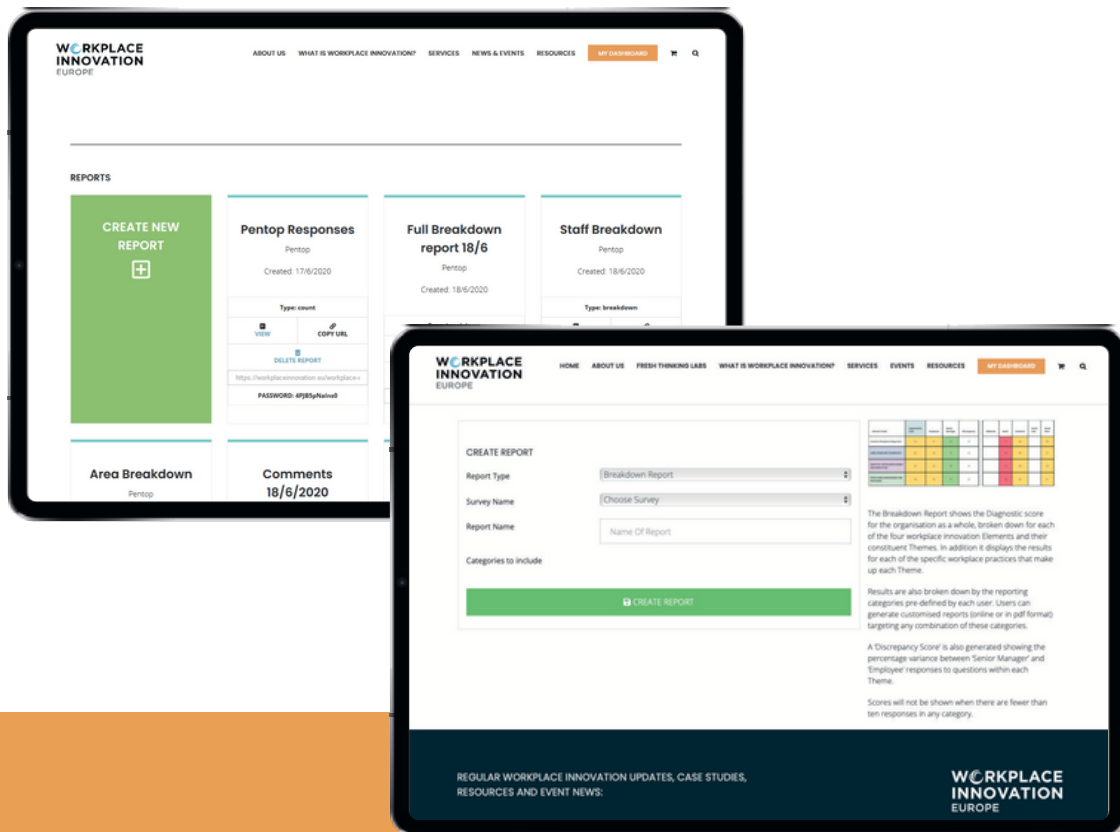 WORKPLACE
INNOVATION
EUROPE
ABOUT US WHAT IS WORKPLACE INNOVATION? SERVICES NEWS & EVENTS RESOURCES MY DASHBOARD
REPORTS
CREATE NEW
REPORT
Pentop Responses
Pentop
Created: 17/6/2020
Type: count
VIEW COPY URL
DELETE REPORT
https://workplaceinnovation.eu/workplace-r
Full Breakdown
report 18/6
Pentop
Created: 18/6/2020
Staff Breakdown
Pentop
Created: 18/6/2020
Type: breakdown
Area Breakdown
Pentop
Comments
18/6/2020
WORKPLACE
INNOVATION
EUROPE
HOME ABOUT US FRESH THINKING LABS WHAT IS WORKPLACE INNOVATION? SERVICES EVENTS RESOURCES MY DASHBOARD
CREATE REPORT
Report Type Breakdown Report
Survey Name Choose Survey
Report Name Name Of Report
Categories to include
CREATE REPORT
The Breakdown Report shows the Diagnostic score
for the organisation as a whole, broken down for each
of the four workplace innovation Elements and their
constituent Themes. In addition it displays the results
for each of the specific workplace practices that make
up each Theme.
Results are also broken down by the reporting
categories pre-defined by each user. Users can
generate customised reports (online or in pdf format)
targeting any combination of these categories.
A 'Discrepancy Score' is also generated showing the
percentage variance between 'Senior Manager' and
'Employee' responses to questions within each
Theme.
Scores will not be shown when there are fewer than
ten responses in any category.
REGULAR WORKPLACE INNOVATION UPDATES, CASE STUDIES,
RESOURCES AND EVENT NEWS:
WORKPLACE
INNOVATION
EUROPE